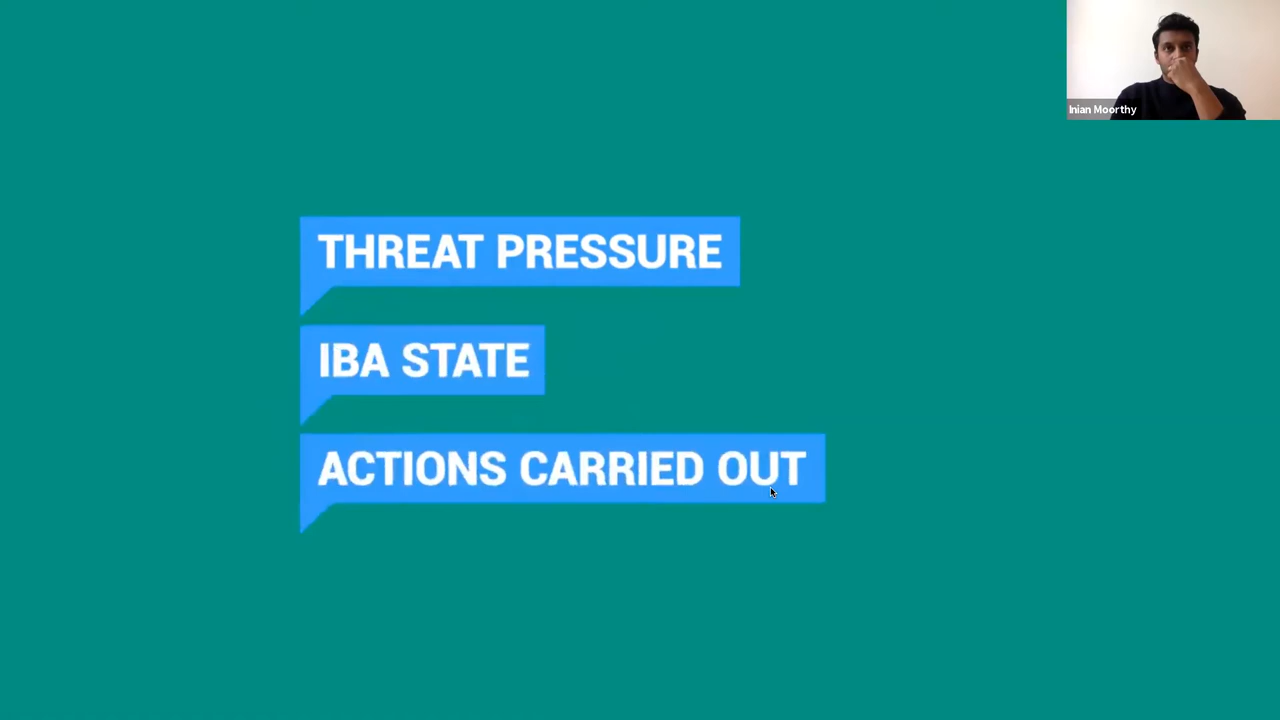 Inian Moorthy
THREAT PRESSURE
IBA STATE
ACTIONS CARRIED OUT